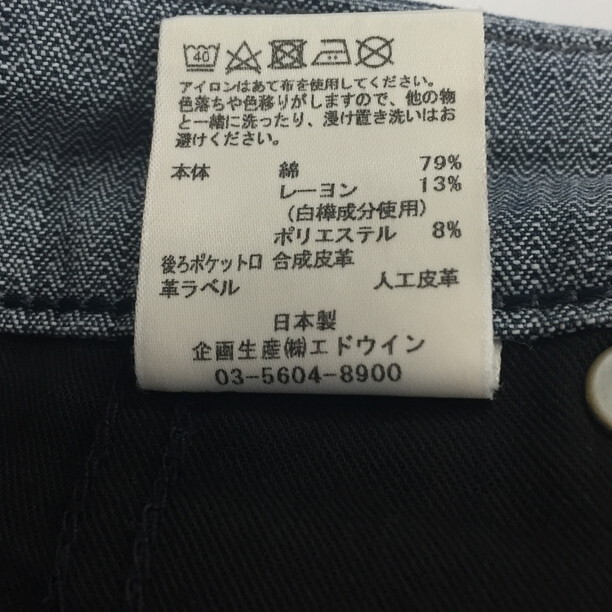 40
アイロンはあて布を使用してください。
色落ちや色移りがしますので、他の物
と一緒に洗ったり、浸け置き洗いはお
避けください。
本体 綿 79%
レーヨン 13%
(白樺成分使用)
ポリエステル 8%
後ろポケット口 合成皮革
革ラベル 人工皮革
日本製
企画生産㈱エドウイン
03-5604-8900